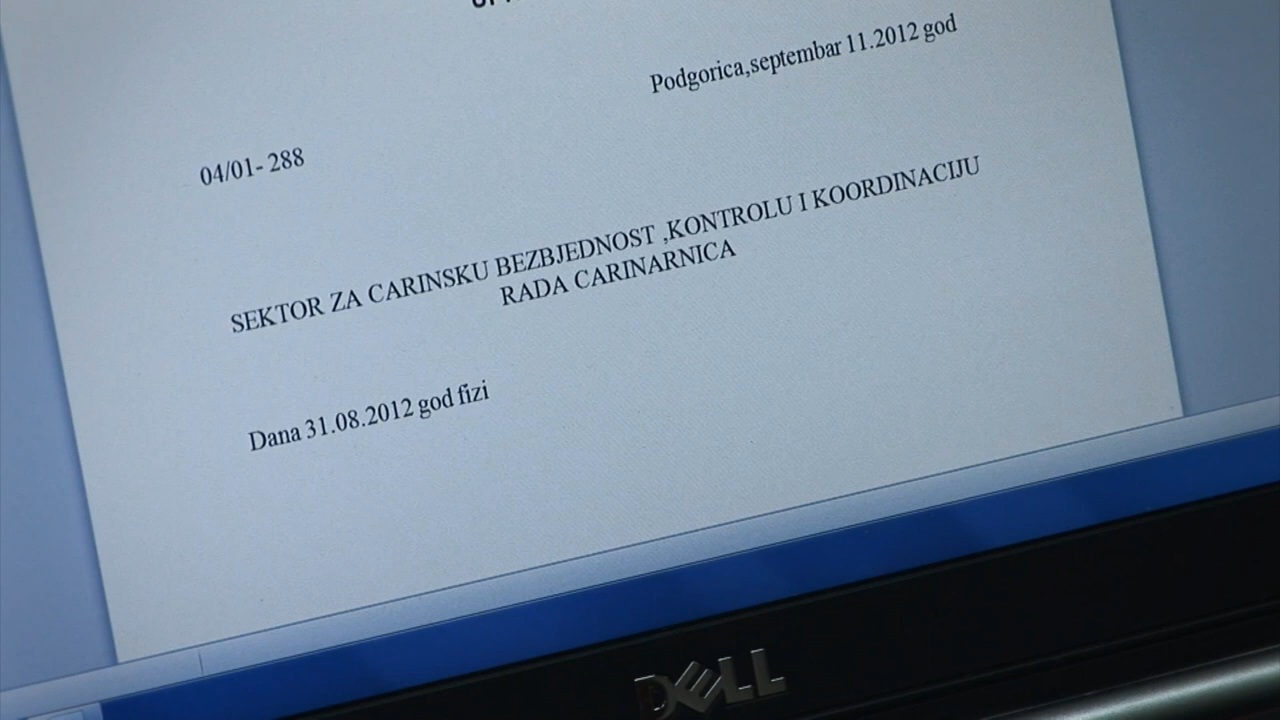 Podgorica,septembar 11.2012 god
04/01- 288
SEKTOR ZA CARINSKU BEZBJEDNOST ,KONTROLU I KOORDINACIJU
RADA CARINARNICA
Dana 31.08.2012 god fizi
DELL